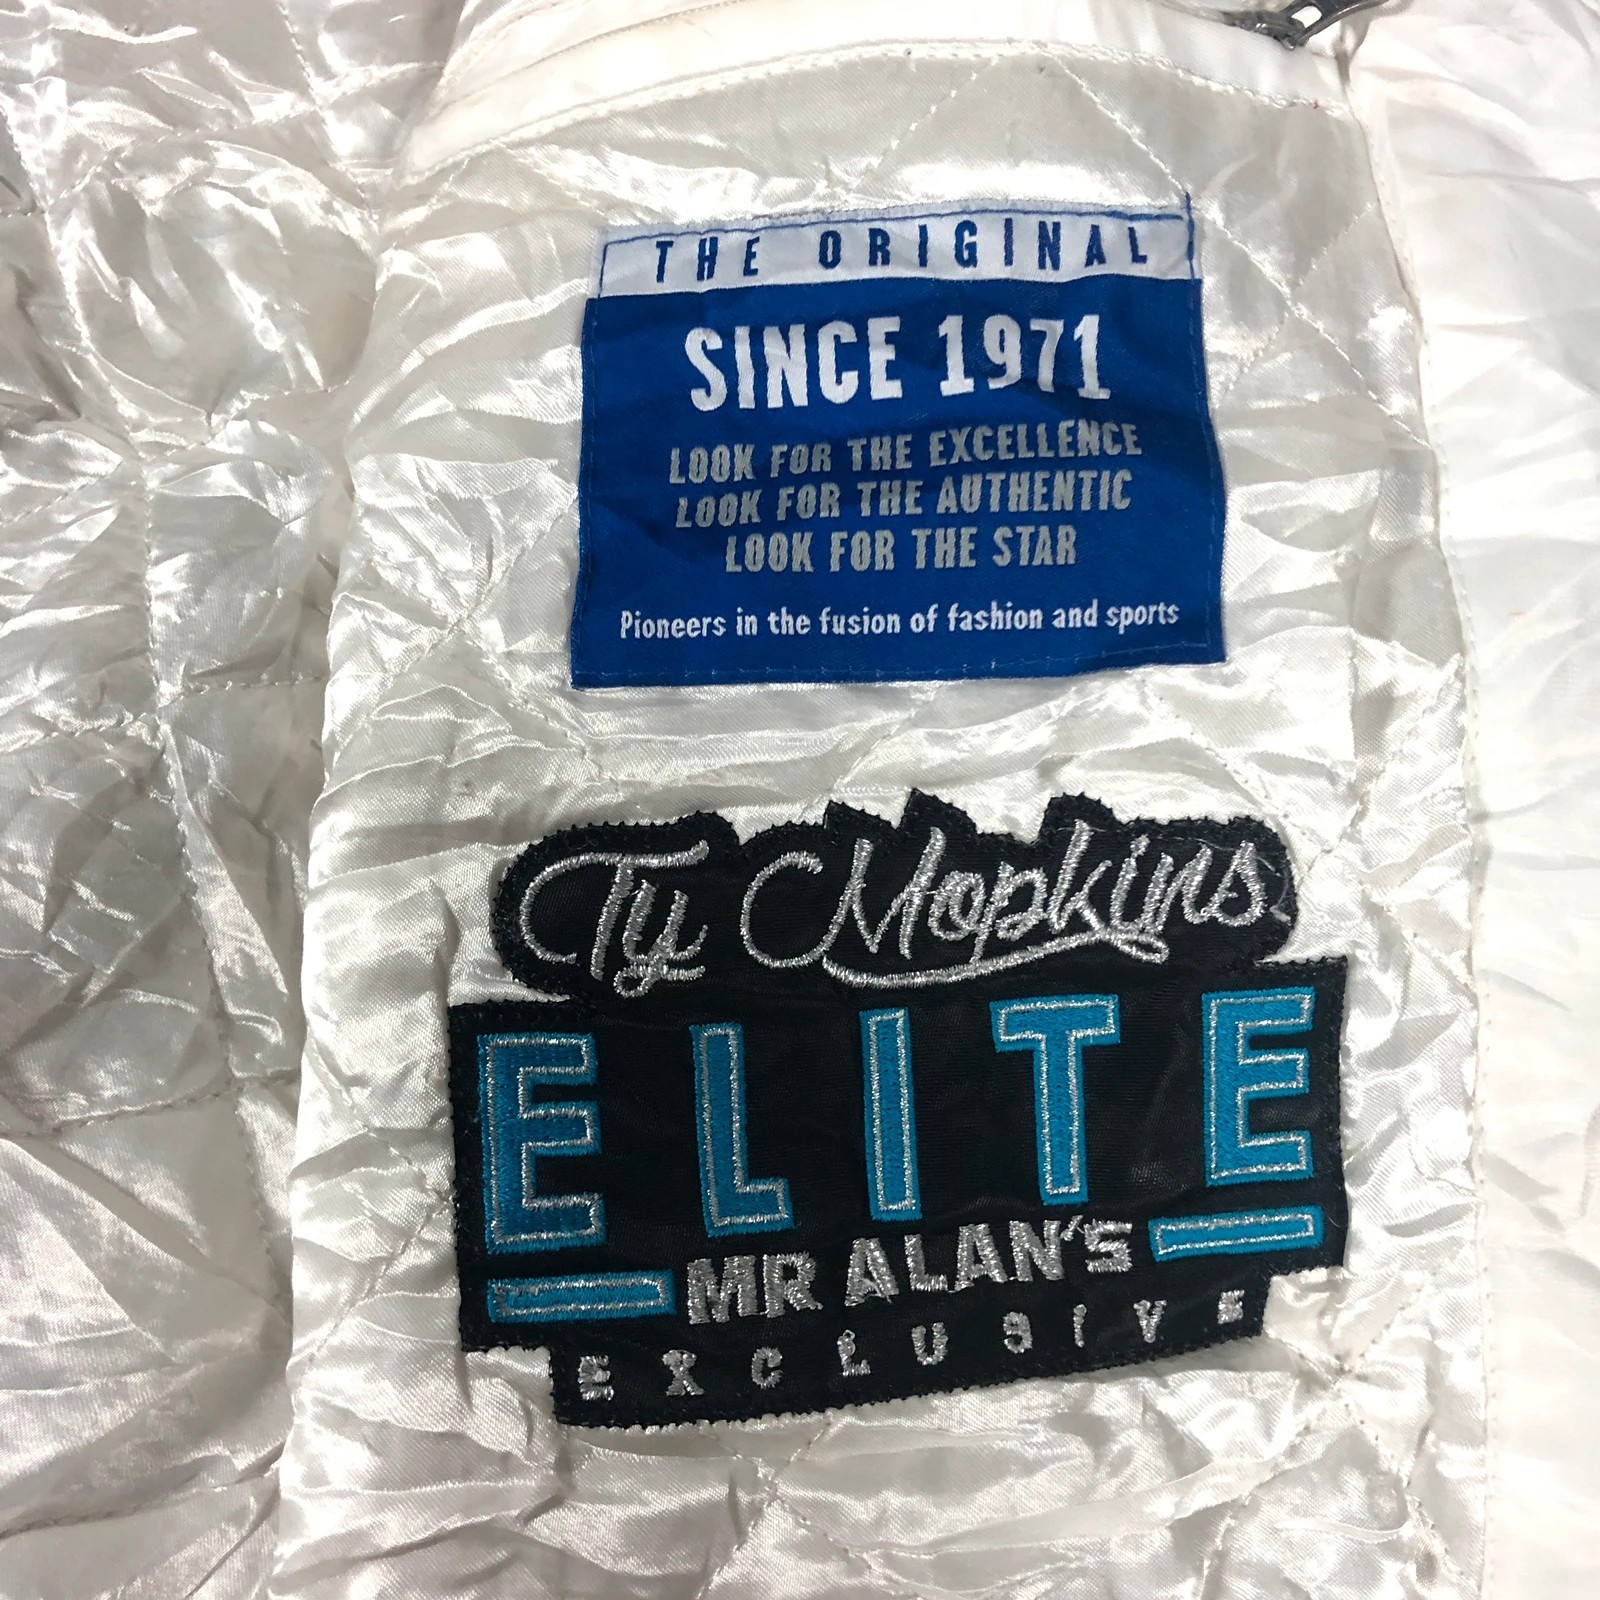 THE ORIGINAL
SINCE 1971
LOOK FOR THE EXCELLENCE
LOOK FOR THE AUTHENTIC
LOOK FOR THE STAR
Pioneers in the fusion of fashion and sports
Ty Mopkins
ELITE
MR ALAN'S
EXCLUSIVE